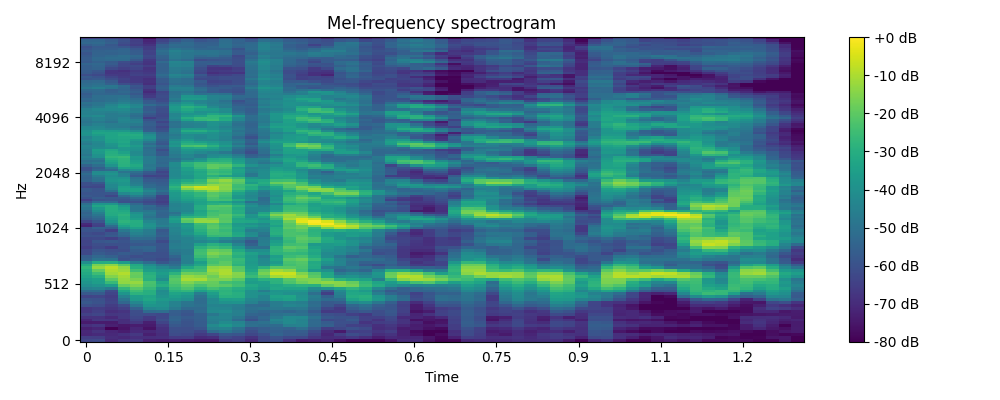 Mel-frequency spectrogram
Hz
8192
4096
2048
1024
512
0
0 0.15 0.3 0.45 0.6 0.75 0.9 1.1 1.2
Time
+0 dB
-10 dB
-20 dB
-30 dB
-40 dB
-50 dB
-60 dB
-70 dB
-80 dB